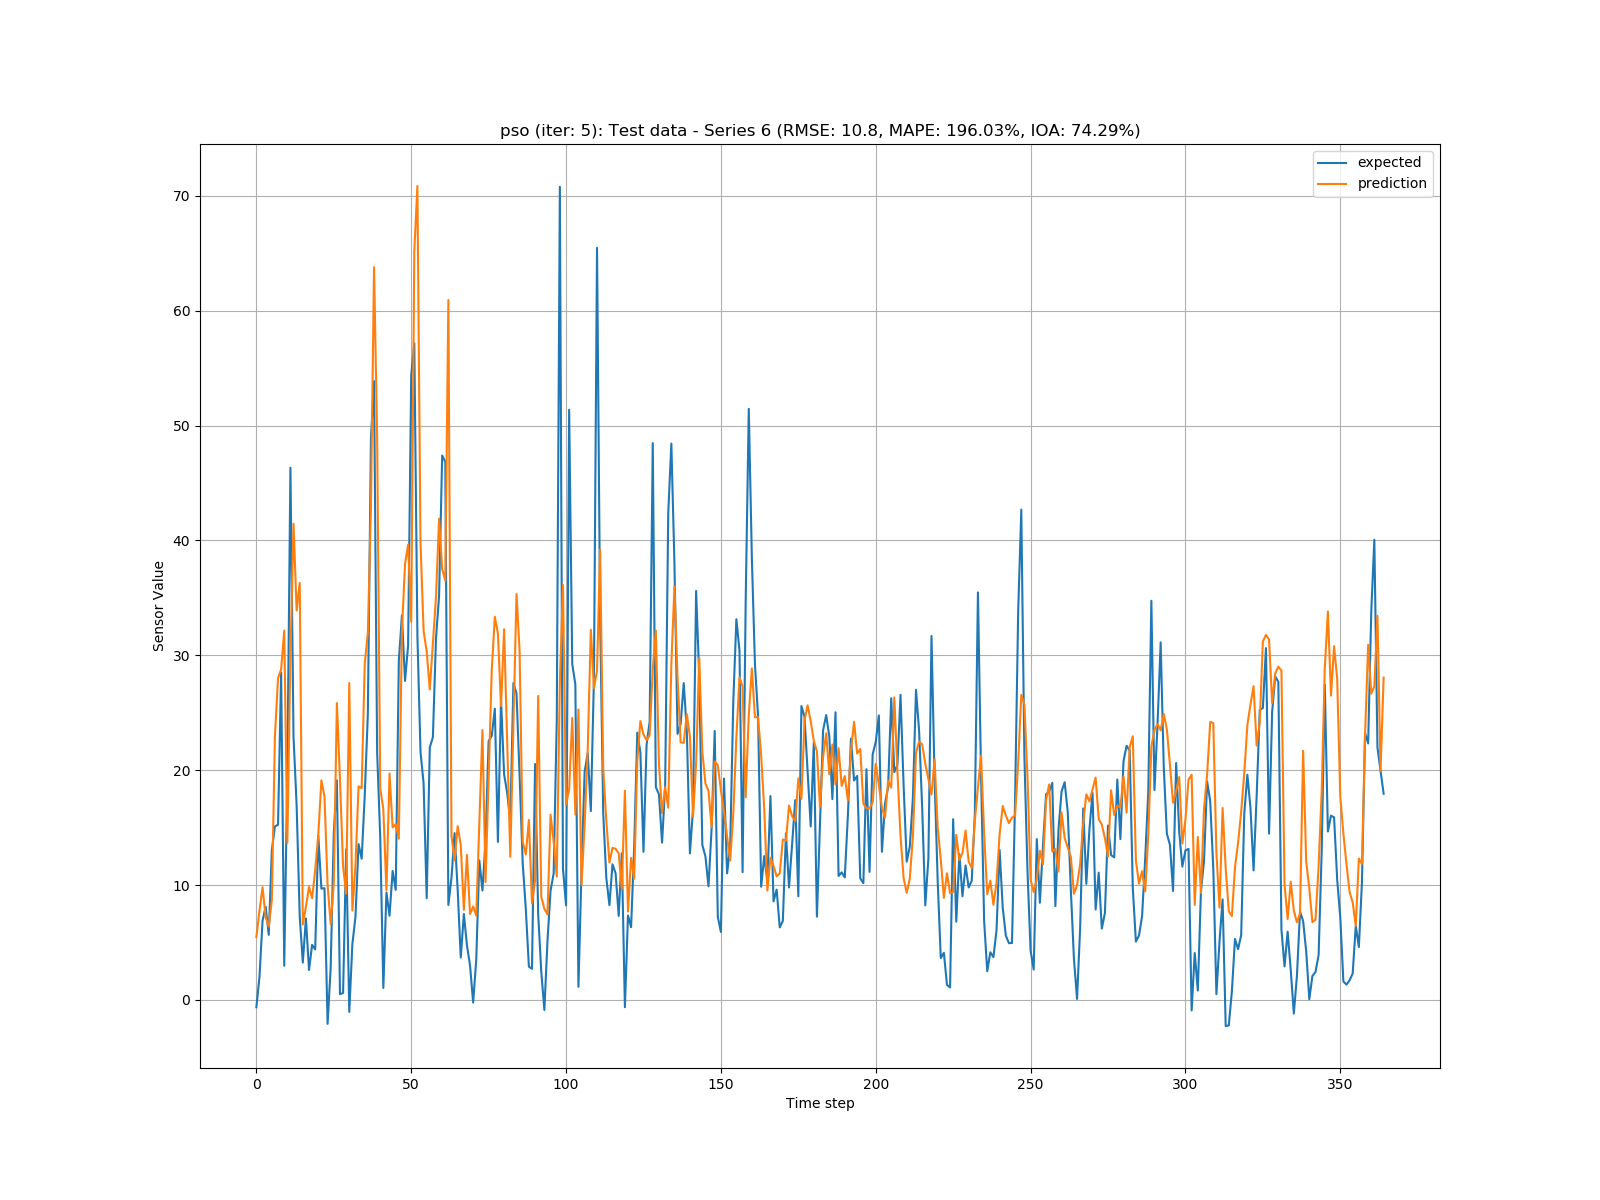 pso (iter: 5): Test data - Series 6 (RMSE: 10.8, MAPE: 196.03%, IOA: 74.29%)
expected
prediction
70
60
50
40
30
20
10
0
Sensor Value
0 50 100 150 200 250 300 350
Time step